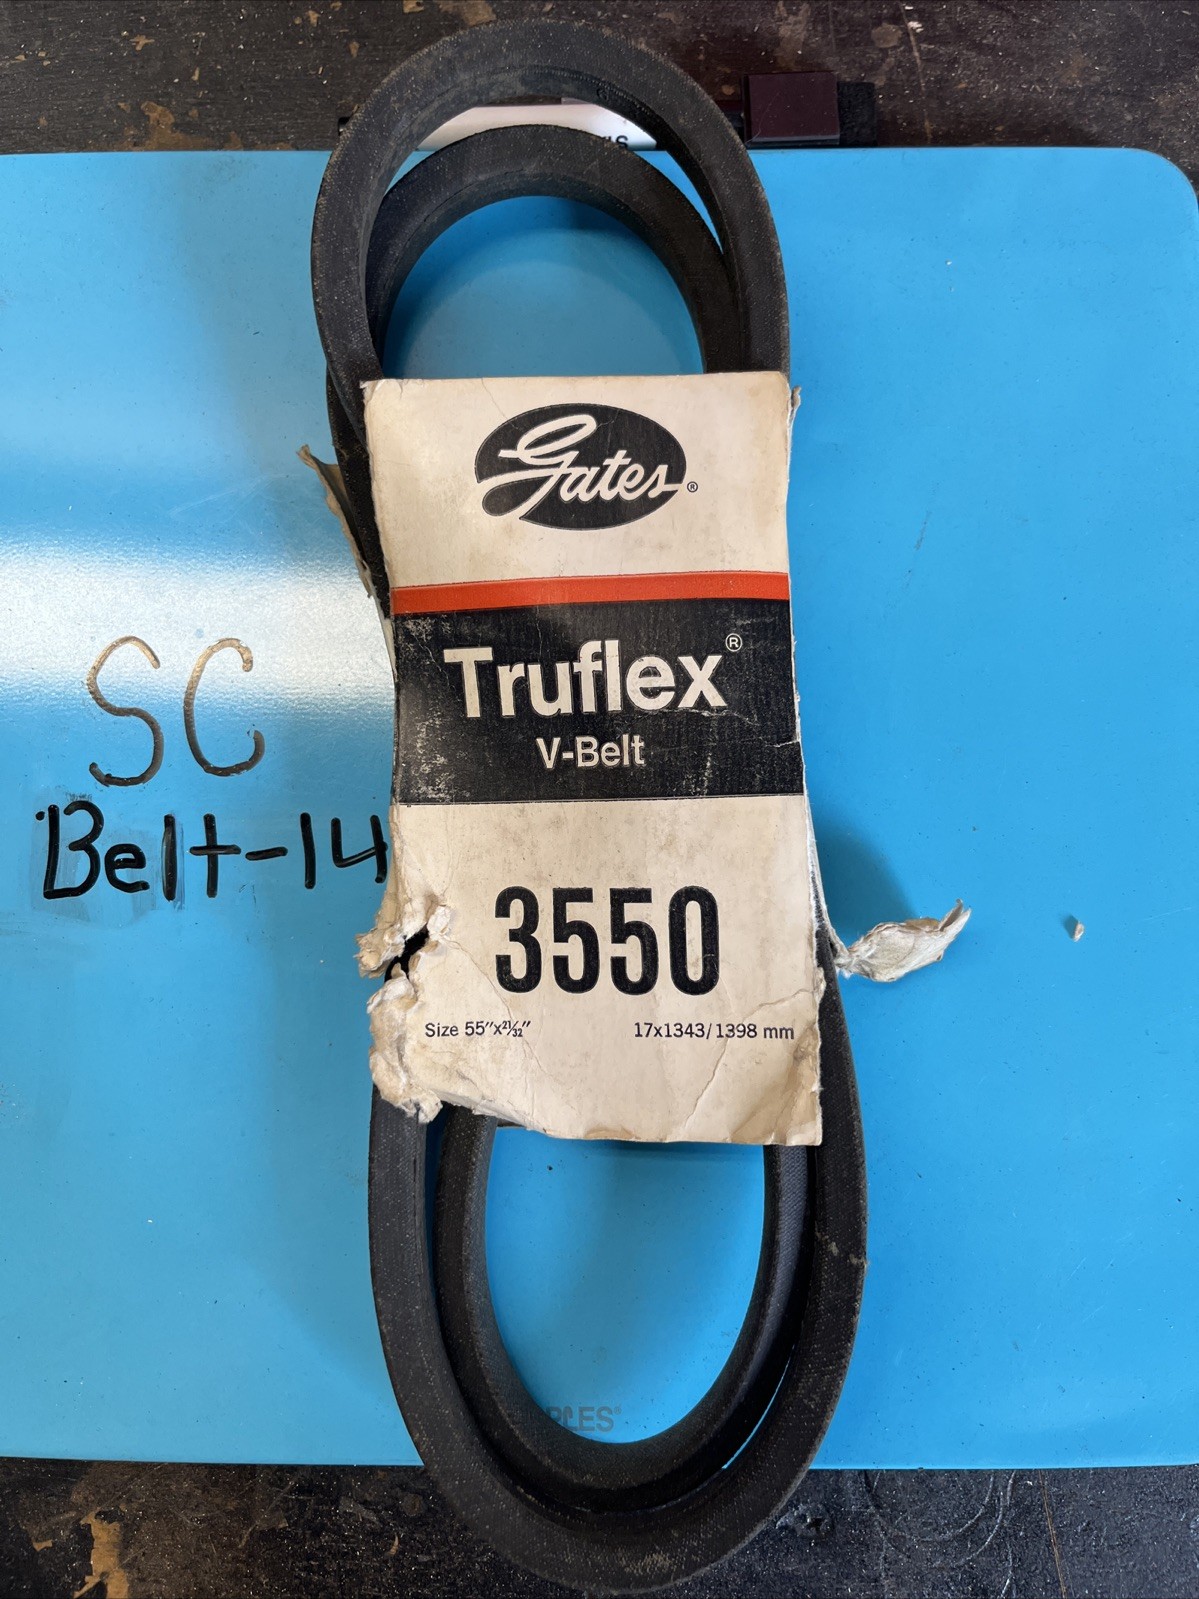 Gates®
Truflex®
V-Belt
SC
Belt-14
3550
Size 55"x21/32" 17x1343/1398 mm